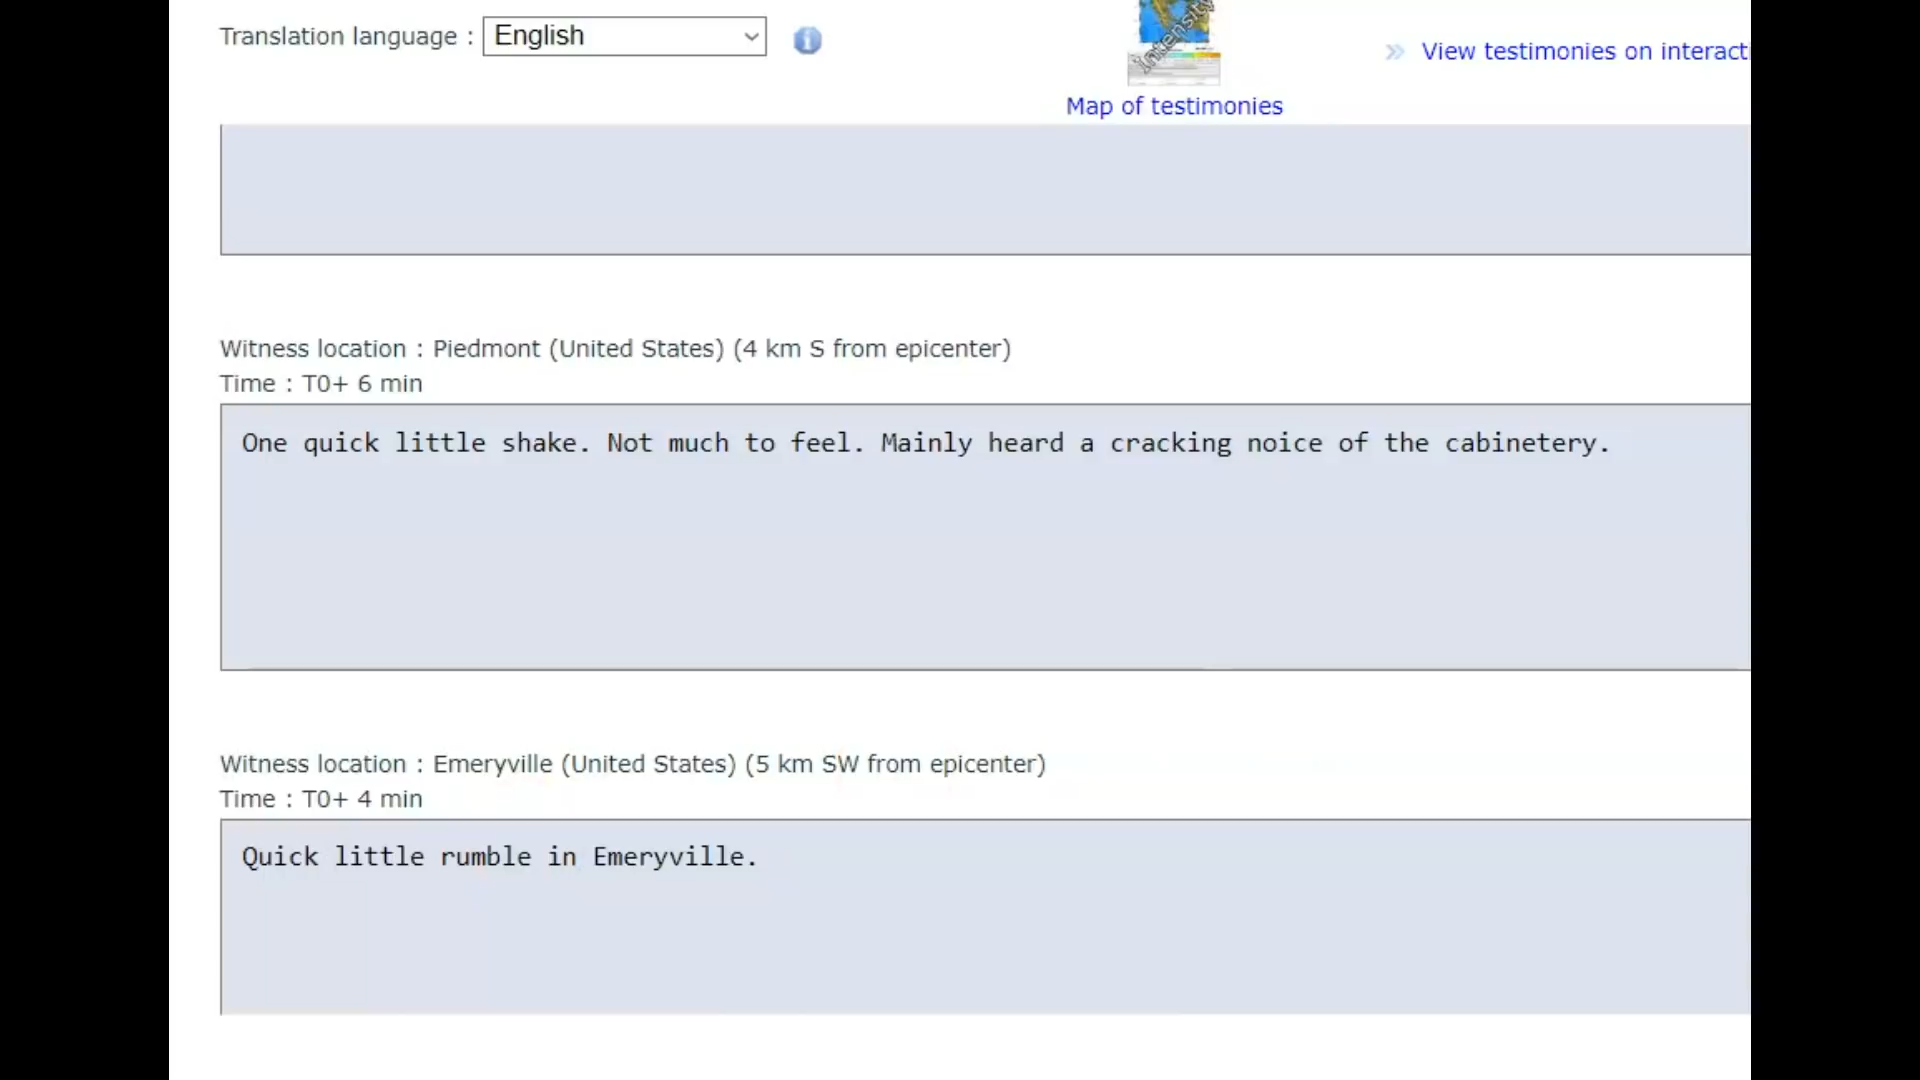 Translation language :
English
Intensity
Map of testimonies
View testimonies on interact
Witness location : Piedmont (United States) (4 km S from epicenter)
Time : T0+ 6 min
One quick little shake. Not much to feel. Mainly heard a cracking noice of the cabinetery.
Witness location : Emeryville (United States) (5 km SW from epicenter)
Time : T0+ 4 min
Quick little rumble in Emeryville.